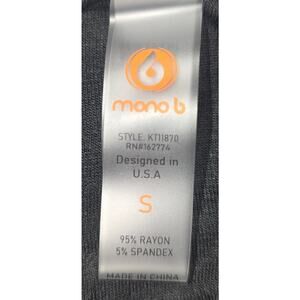 mono b
STYLE: KT11870
RN#162774
Designed in
U.S.A
S
95% RAYON
5% SPANDEX
MADE IN CHINA